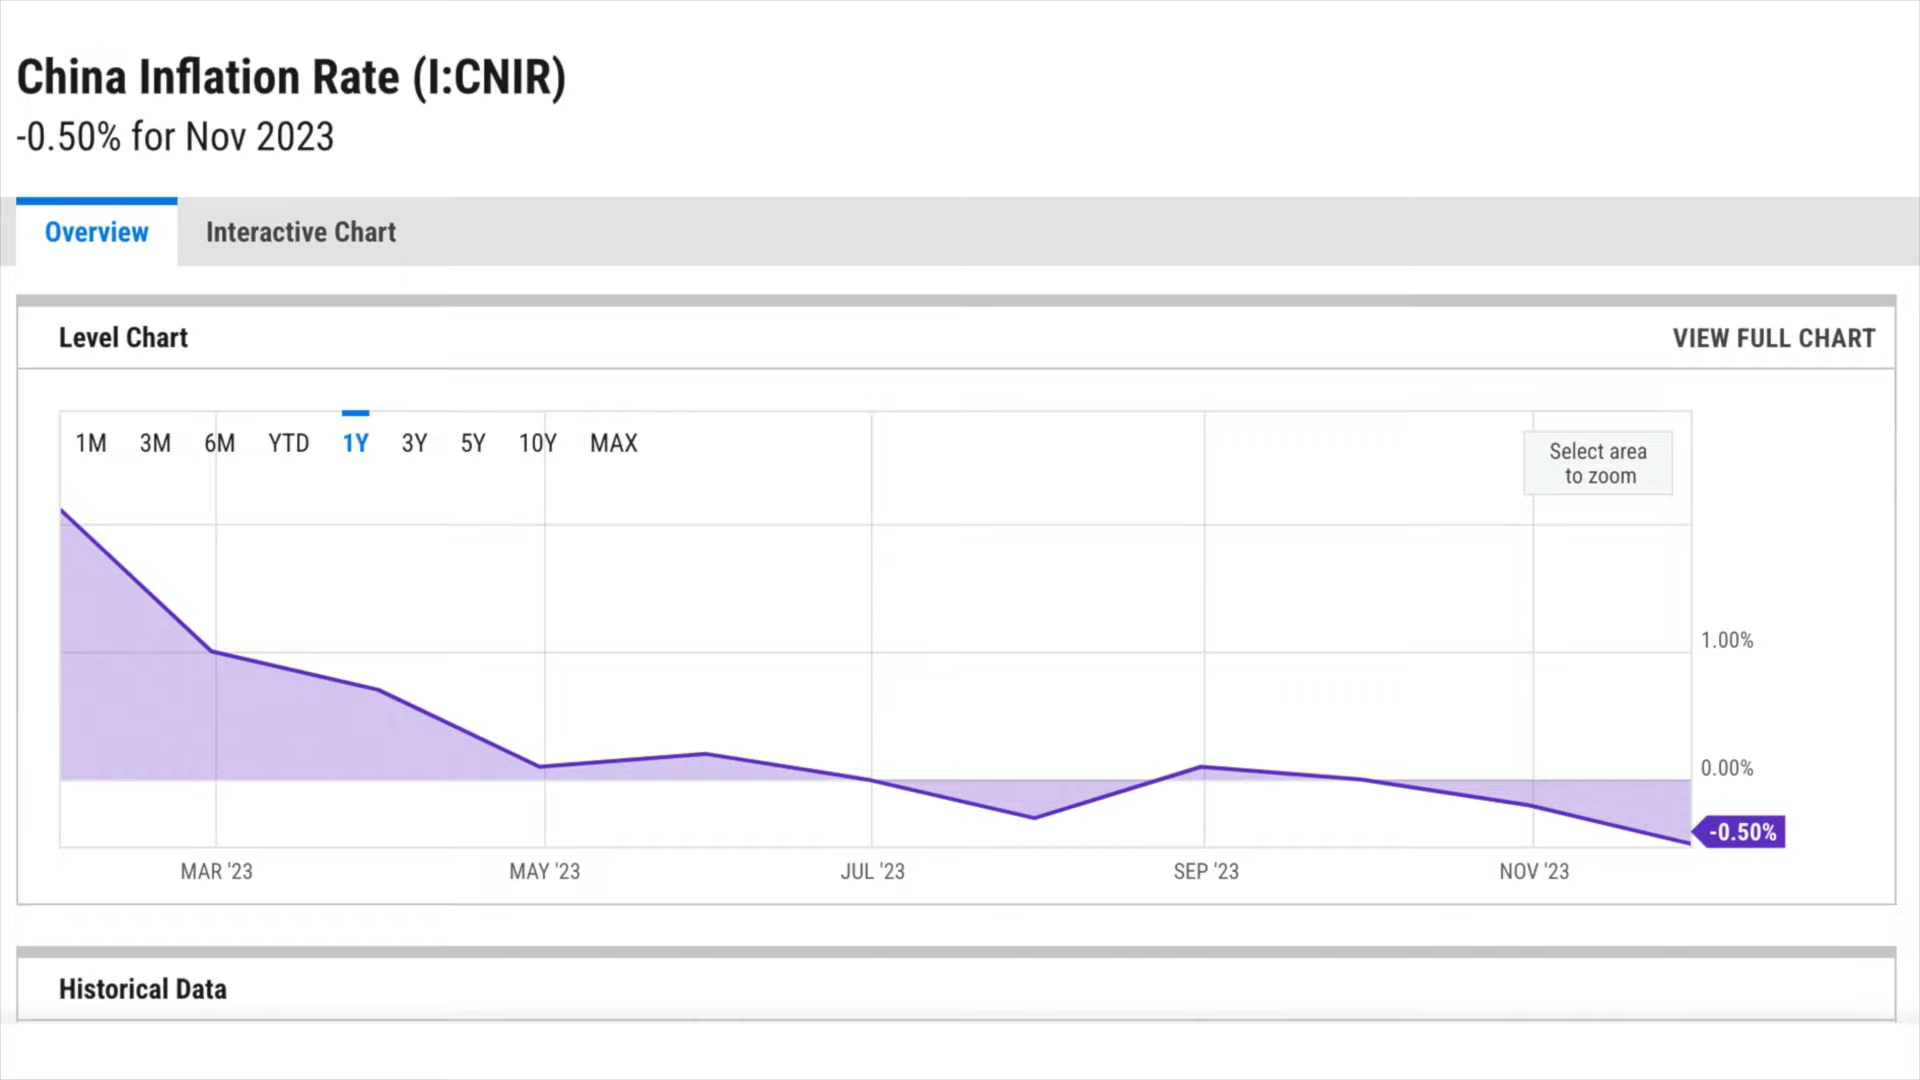 China Inflation Rate (I:CNIR)
-0.50% for Nov 2023
Overview
Interactive Chart
Level Chart
VIEW FULL CHART
1M 3M 6M YTD 1Y 3Y 5Y 10Y MAX
Select area
to zoom
1.00%
0.00%
-0.50%
MAR '23
MAY '23
JUL '23
SEP '23
NOV '23
Historical Data